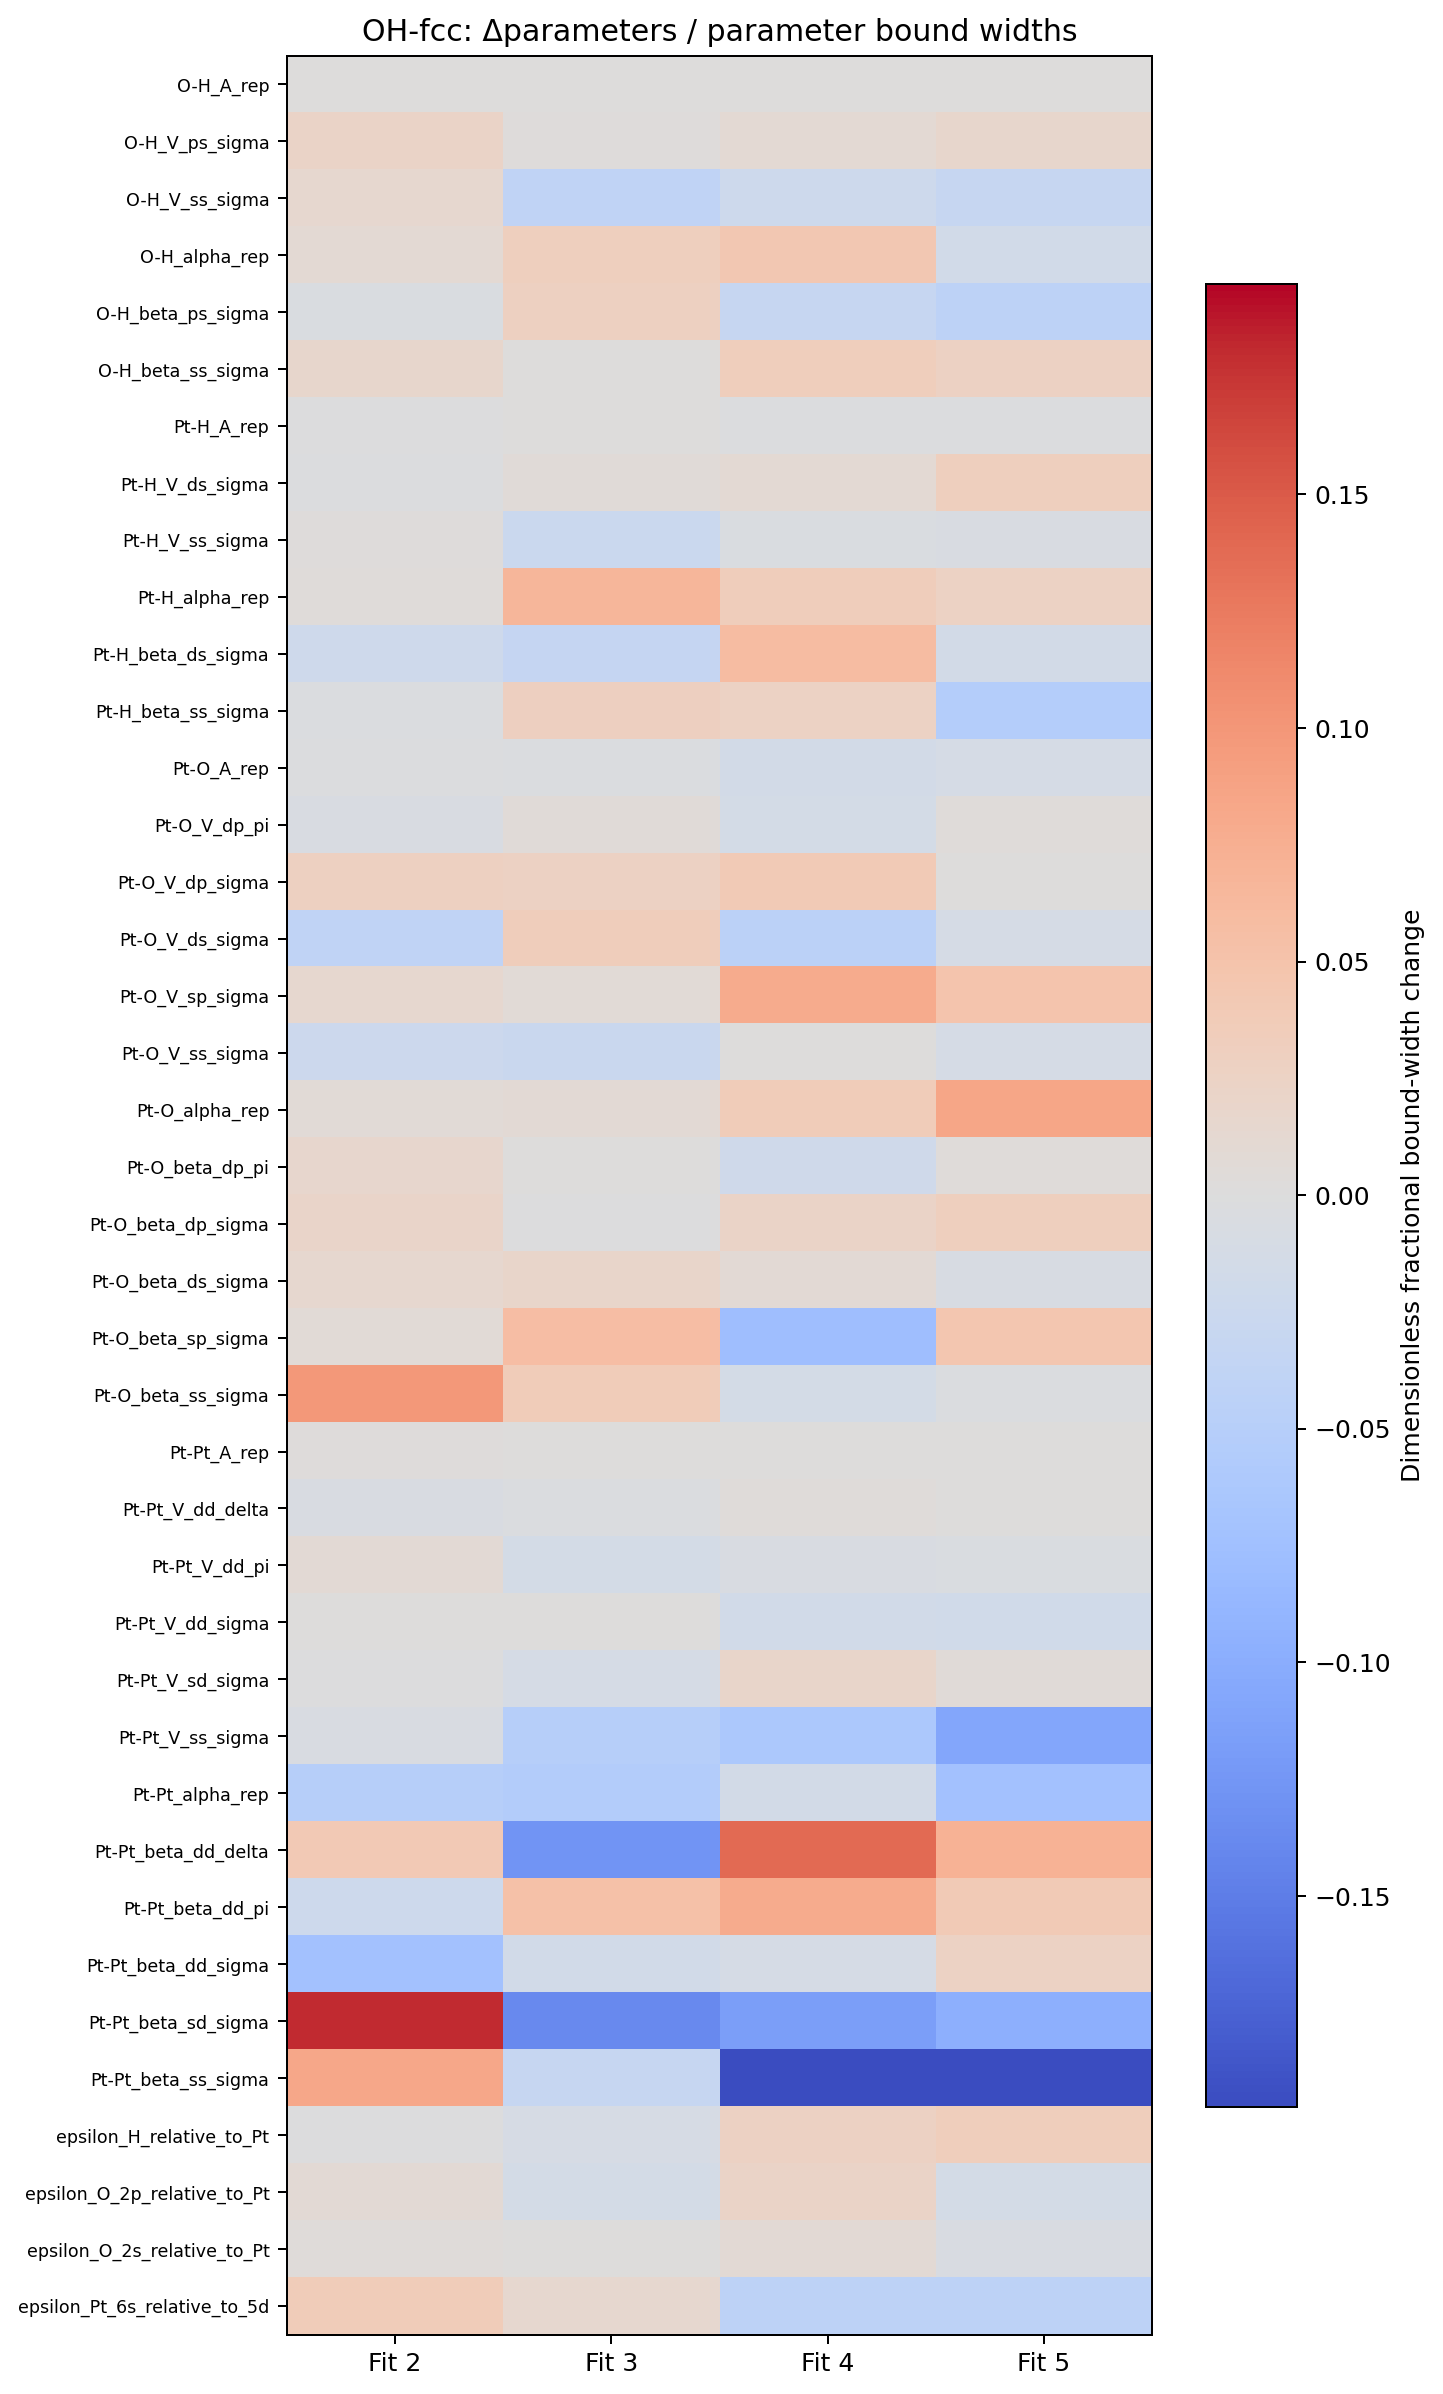 OH-fcc: Δparameters / parameter bound widths
O-H_A_rep
O-H_V_ps_sigma
O-H_V_ss_sigma
O-H_alpha_rep
O-H_beta_ps_sigma
O-H_beta_ss_sigma
Pt-H_A_rep
Pt-H_V_ds_sigma
Pt-H_V_ss_sigma
Pt-H_alpha_rep
Pt-H_beta_ds_sigma
Pt-H_beta_ss_sigma
Pt-O_A_rep
Pt-O_V_dp_pi
Pt-O_V_dp_sigma
Pt-O_V_ds_sigma
Pt-O_V_sp_sigma
Pt-O_V_ss_sigma
Pt-O_alpha_rep
Pt-O_beta_dp_pi
Pt-O_beta_dp_sigma
Pt-O_beta_ds_sigma
Pt-O_beta_sp_sigma
Pt-O_beta_ss_sigma
Pt-Pt_A_rep
Pt-Pt_V_dd_delta
Pt-Pt_V_dd_pi
Pt-Pt_V_dd_sigma
Pt-Pt_V_sd_sigma
Pt-Pt_V_ss_sigma
Pt-Pt_alpha_rep
Pt-Pt_beta_dd_delta
Pt-Pt_beta_dd_pi
Pt-Pt_beta_dd_sigma
Pt-Pt_beta_sd_sigma
Pt-Pt_beta_ss_sigma
epsilon_H_relative_to_Pt
epsilon_O_2p_relative_to_Pt
epsilon_O_2s_relative_to_Pt
epsilon_Pt_6s_relative_to_5d
Fit 2
Fit 3
Fit 4
Fit 5
0.15
0.10
0.05
0.00
−0.05
−0.10
−0.15
Dimensionless fractional bound-width change